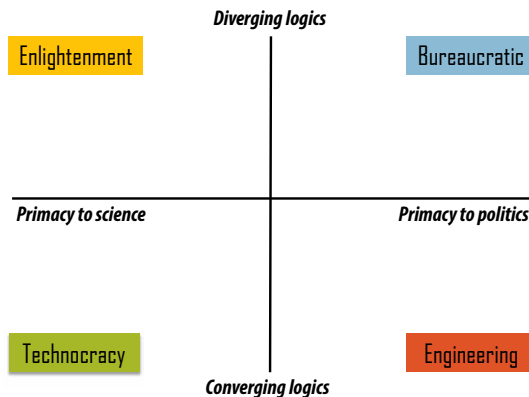 Diverging logics
Enlightenment
Bureaucratic
Primacy to science
Primacy to politics
Technocracy
Engineering
Converging logics